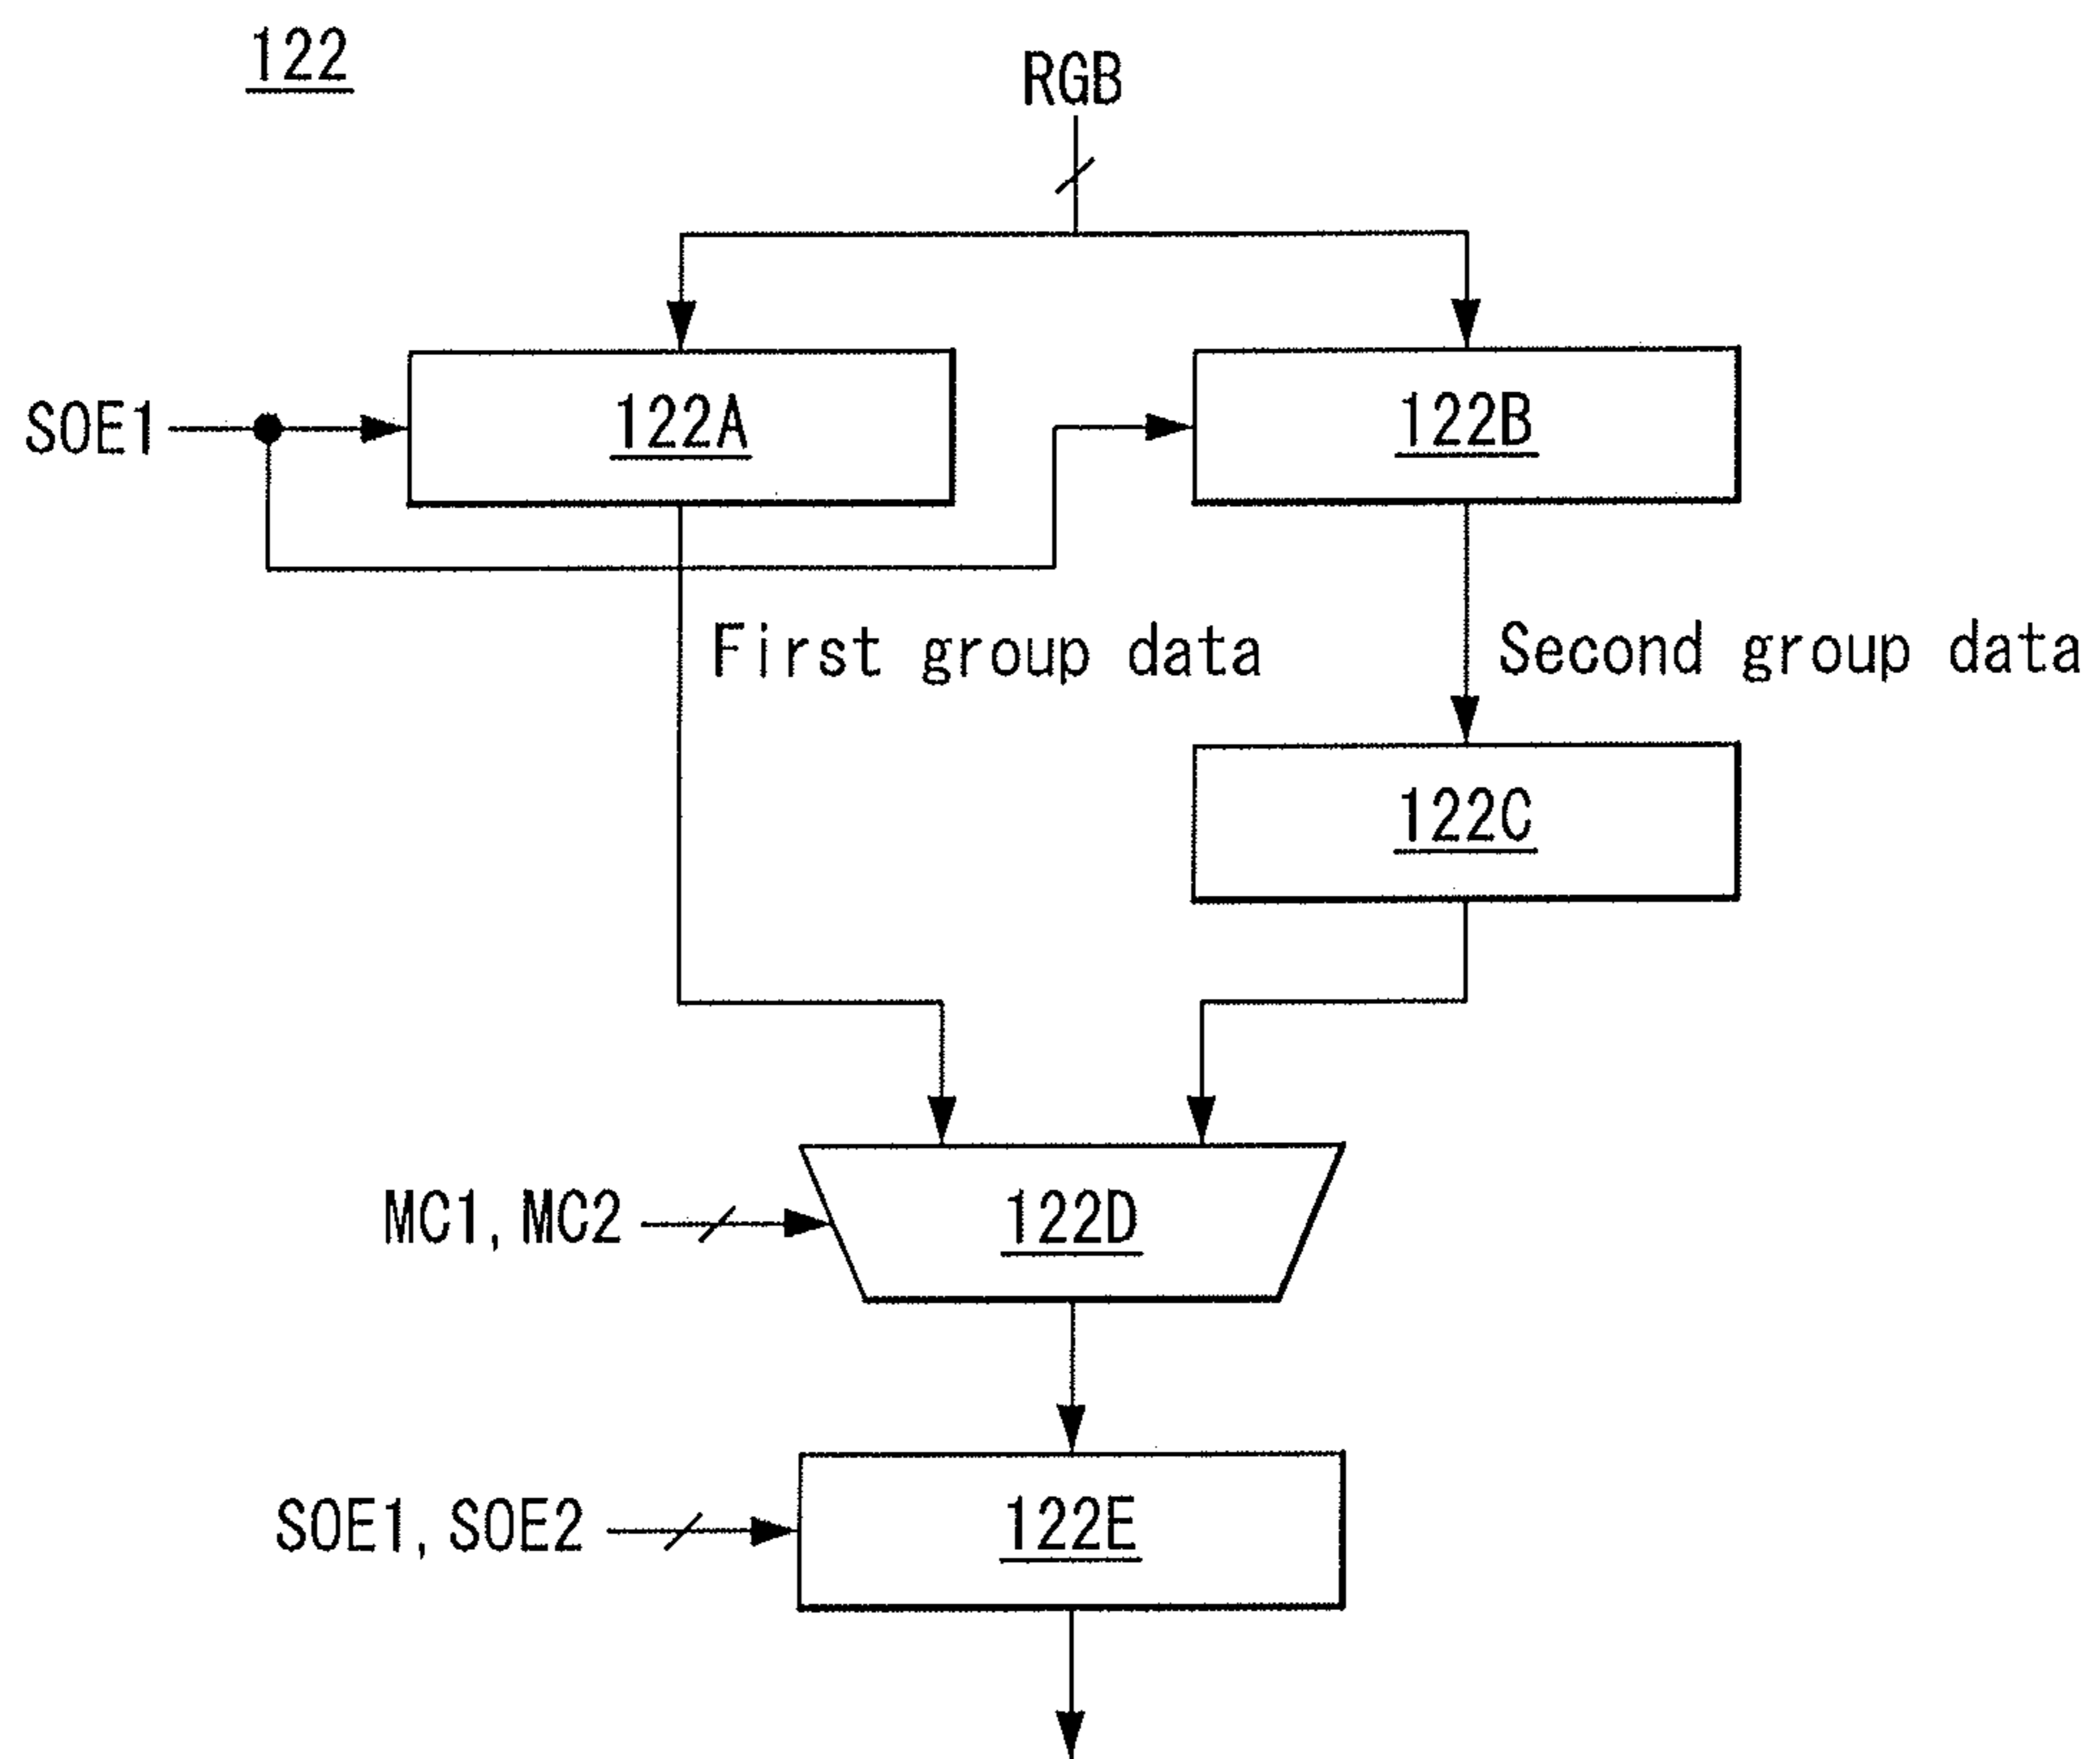 122
RGB
SOE1
122A
122B
First group data
Second group data
122C
MC1, MC2
122D
SOE1, SOE2
122E